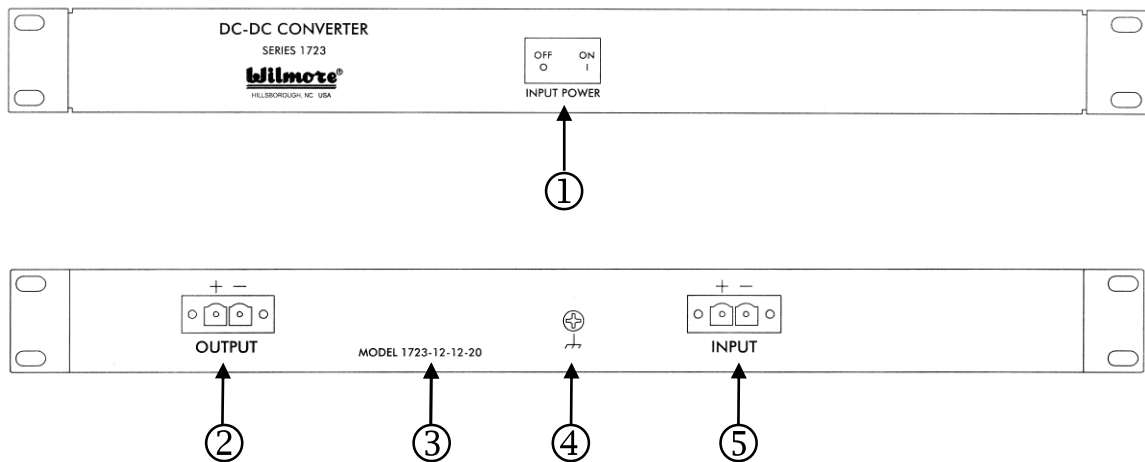 DC-DC CONVERTER
SERIES 1723
Wilmore®
HILLSBOROUGH, NC USA
OFF ON
O I
INPUT POWER
①
+ −
OUTPUT
MODEL 1723-12-12-20
+ −
INPUT
② ③ ④ ⑤